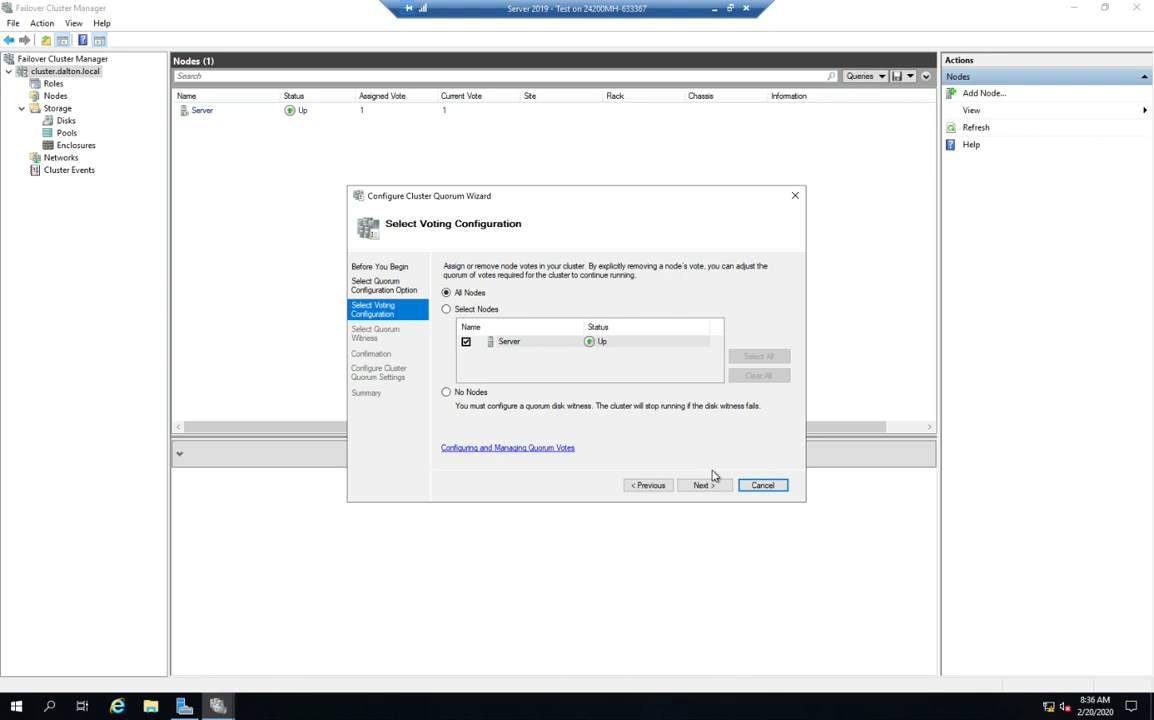 Failover Cluster Manager
Server 2019 - Test on 24200MH-633367
File Action View Help
Failover Cluster Manager
cluster.dalton.local
Roles
Nodes
Storage
Disks
Pools
Enclosures
Networks
Cluster Events
Nodes (1)
Search
Queries
Name Status Assigned Vote Current Vote Site Rack Chassis Information
Server Up 1 1
Actions
Nodes
Add Node...
View
Refresh
Help
Configure Cluster Quorum Wizard
Select Voting Configuration
Before You Begin
Select Quorum
Configuration Option
Select Voting
Configuration
Select Quorum
Witness
Confirmation
Configure Cluster
Quorum Settings
Summary
Assign or remove node votes in your cluster. By explicitly removing a node's vote, you can adjust the
quorum of votes required for the cluster to continue running.
All Nodes
Select Nodes
Name Status
Server Up
Select All
Clear All
No Nodes
You must configure a quorum disk witness. The cluster will stop running if the disk witness fails.
Configuring and Managing Quorum Votes
< Previous Next > Cancel
8:36 AM
2/20/2020